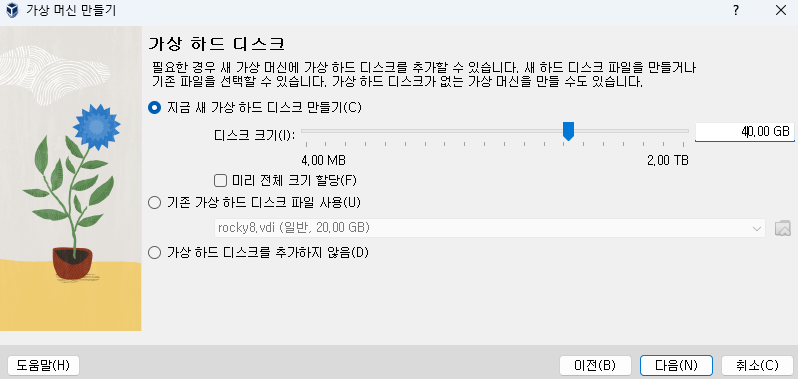 가상 머신 만들기
가상 하드 디스크
필요한 경우 새 가상 머신에 가상 하드 디스크를 추가할 수 있습니다. 새 하드 디스크 파일을 만들거나
기존 파일을 선택할 수 있습니다. 가상 하드 디스크가 없는 가상 머신을 만들 수도 있습니다.
지금 새 가상 하드 디스크 만들기(C)
디스크 크기(I): 40,00 GB
4,00 MB 2,00 TB
미리 전체 크기 할당(F)
기존 가상 하드 디스크 파일 사용(U)
rocky8.vdi (일반, 20,00 GB)
가상 하드 디스크를 추가하지 않음(D)
도움말(H) 이전(B) 다음(N) 취소(C)